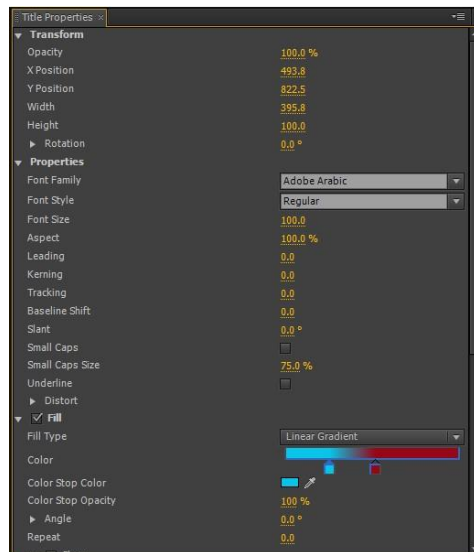 Title Properties
Transform
Opacity 100.0 %
X Position 493.8
Y Position 822.5
Width 395.8
Height 100.0
Rotation 0.0 °
Properties
Font Family Adobe Arabic
Font Style Regular
Font Size 100.0
Aspect 100.0 %
Leading 0.0
Kerning 0.0
Tracking 0.0
Baseline Shift 0.0
Slant 0.0 °
Small Caps
Small Caps Size 75.0 %
Underline
Distort
Fill
Fill Type Linear Gradient
Color
Color Stop Color
Color Stop Opacity 100 %
Angle 0.0 °
Repeat 0.0